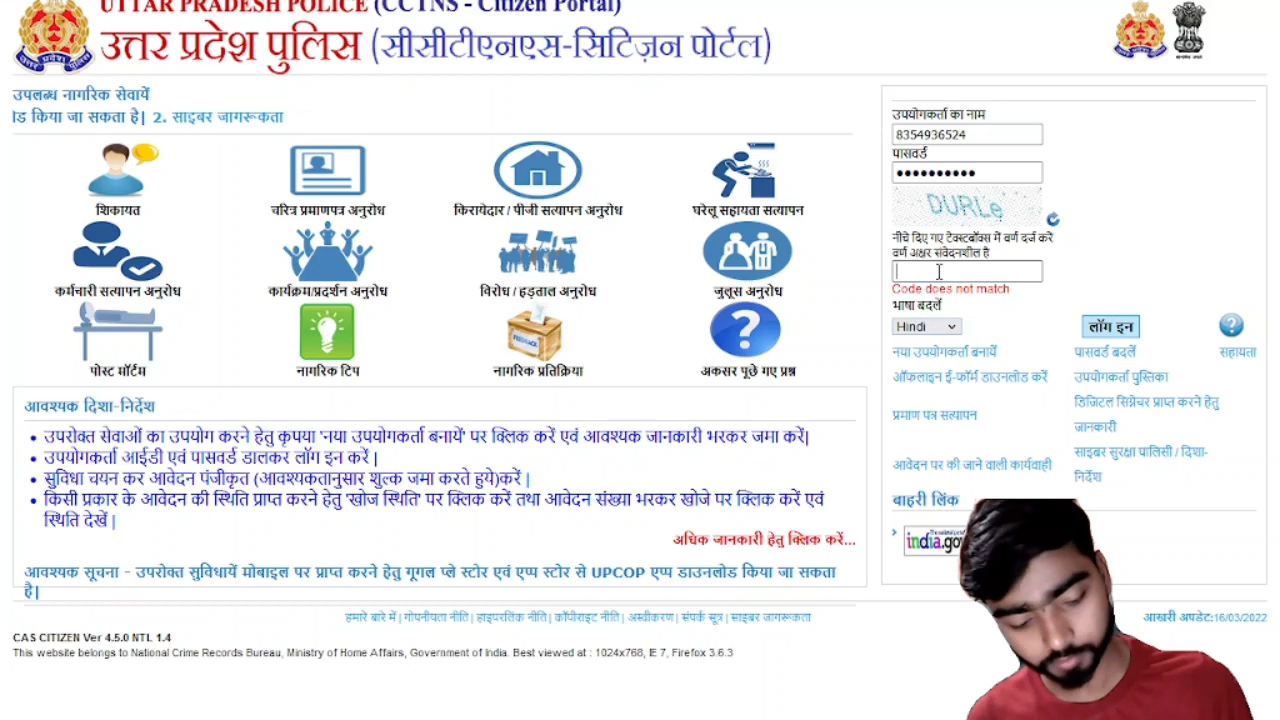 UTTAR PRADESH POLICE (CCTNS - Citizen Portal)
उत्तर प्रदेश पुलिस (सीसीटीएनएस-सिटिज़न पोर्टल)
उपलब्ध नागरिक सेवायें
किया जा सकता है| 2. साइबर जागरूकता
शिकायत
चरित्र प्रमाणपत्र अनुरोध
किरायेदार / पीजी सत्यापन अनुरोध
घरेलू सहायता सत्यापन
कर्मचारी सत्यापन अनुरोध
कार्यक्रम/प्रदर्शन अनुरोध
विरोध / हड़ताल अनुरोध
जुलूस अनुरोध
FEEDBACK
पोस्ट मॉर्टम
नागरिक टिप
नागरिक प्रतिक्रिया
अकसर पूछे गए प्रश्न
आवश्यक दिशा-निर्देश
• उपरोक्त सेवाओं का उपयोग करने हेतु कृपया 'नया उपयोगकर्ता बनायें' पर क्लिक करें एवं आवश्यक जानकारी भरकर जमा करें|
• उपयोगकर्ता आईडी एवं पासवर्ड डालकर लॉग इन करें |
• सुविधा चयन कर आवेदन पंजीकृत (आवश्यकतानुसार शुल्क जमा करते हुये)करें |
• किसी प्रकार के आवेदन की स्थिति प्राप्त करने हेतु 'खोज स्थिति' पर क्लिक करें तथा आवेदन संख्या भरकर खोजे पर क्लिक करें एवं
स्थिति देखें |
अधिक जानकारी हेतु क्लिक करें...
आवश्यक सूचना - उपरोक्त सुविधायें मोबाइल पर प्राप्त करने हेतु गूगल प्ले स्टोर एवं एप्प स्टोर से UPCOP एप्प डाउनलोड किया जा सकता
है|
उपयोगकर्ता का नाम
8354936524
पासवर्ड
••••••••••
DURLe
नीचे दिए गए टेक्स्टबॉक्स में वर्ण दर्ज करें
वर्ण अक्षर संवेदनशील है
Code does not match
भाषा बदलें
Hindi
लॉग इन
नया उपयोगकर्ता बनायें
पासवर्ड बदलें
सहायता
ऑफलाइन ई-फॉर्म डाउनलोड करें
उपयोगकर्ता पुस्तिका
डिजिटल सिग्नेचर प्राप्त करने हेतु
जानकारी
प्रमाण पत्र सत्यापन
साइबर सुरक्षा पालिसी / दिशा-
निर्देश
आवेदन पर की जाने वाली कार्यवाही
बाहरी लिंक
india.gov
हमारे बारे में | गोपनीयता नीति | हाइपरलिंक नीति | कॉपीराइट नीति | अस्वीकरण | संपर्क सूत्र | साइबर जागरूकता
आखरी अपडेट:16/03/2022
CAS CITIZEN Ver 4.5.0 NTL 1.4
This website belongs to National Crime Records Bureau, Ministry of Home Affairs, Government of India. Best viewed at : 1024x768, IE 7, Firefox 3.6.3